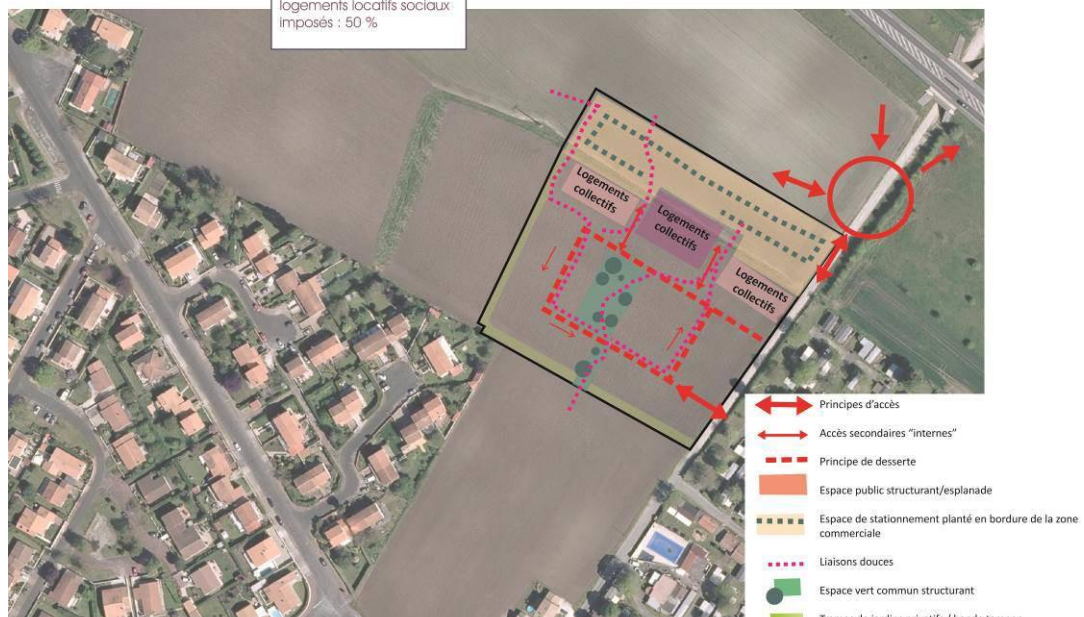 logements locatifs sociaux
imposés : 50 %
Logements
collectifs
Logements
collectifs
Logements
collectifs
Principes d'accès
Accès secondaires "internes"
Principe de desserte
Espace public structurant/esplanade
Espace de stationnement planté en bordure de la zone
commerciale
Liaisons douces
Espace vert commun structurant